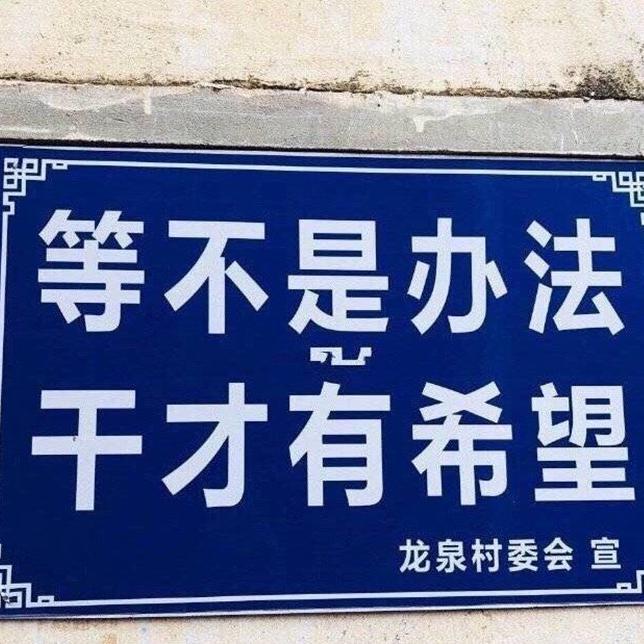 等不是办法
干才有希望
龙泉村委会 宣